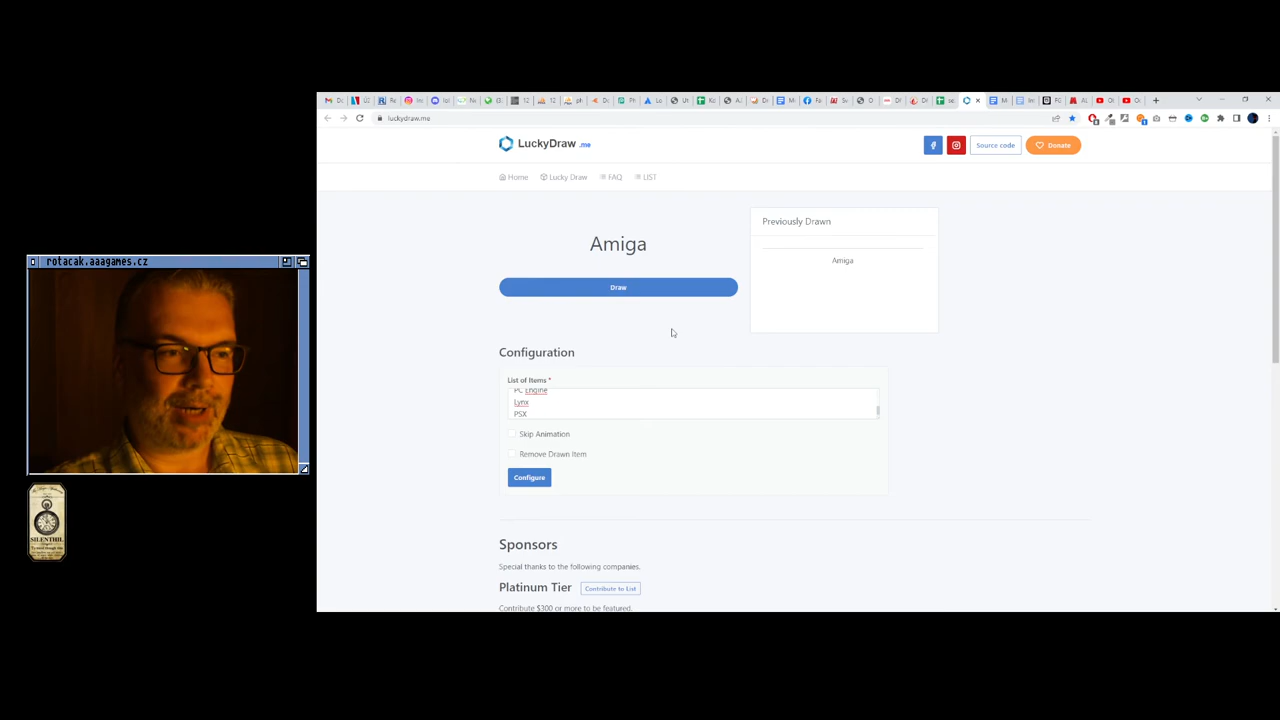 luckydraw.me
LuckyDraw .me
Source code
Donate
Home
Lucky Draw
FAQ
LIST
Amiga
Draw
Previously Drawn
Amiga
Configuration
List of Items *
PC Engine
Lynx
PSX
Skip Animation
Remove Drawn Item
Configure
Sponsors
Special thanks to the following companies.
Platinum Tier
Contribute to List
Contribute $300 or more to be featured.
rotacak.aaagames.cz